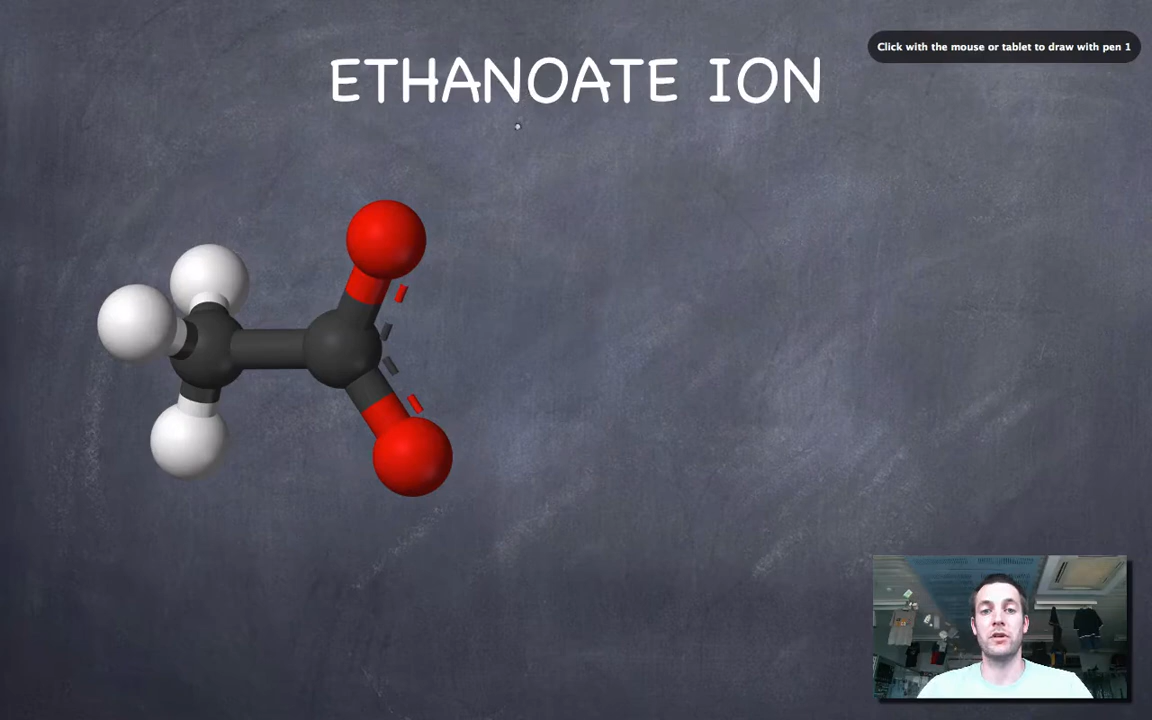 Click with the mouse or tablet to draw with pen 1
ETHANOATE ION